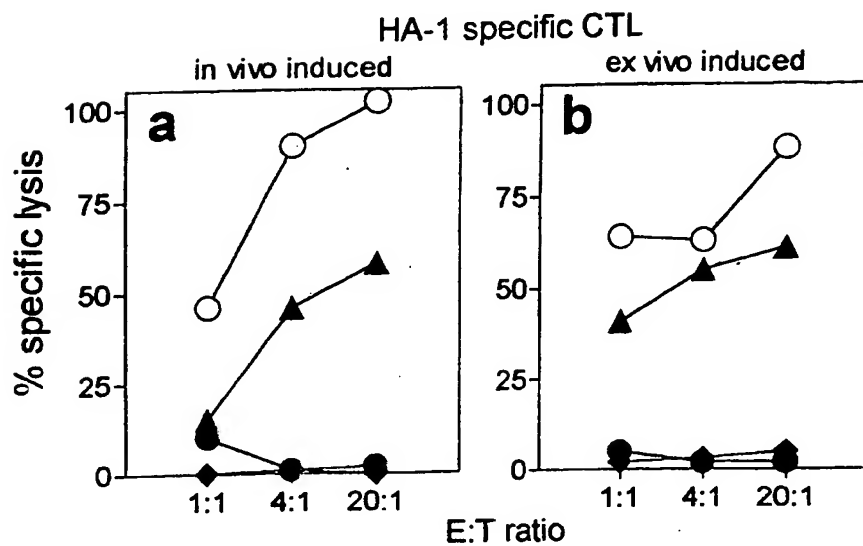 HA-1 specific CTL
in vivo induced
ex vivo induced
a
b
% specific lysis
100
75
50
25
0
100
75
50
25
0
1:1 4:1 20:1
1:1 4:1 20:1
E:T ratio